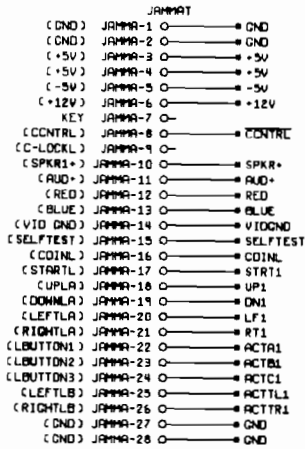 JAMMAT
(GND) JAMMA-1 GND
(GND) JAMMA-2 GND
(+5V) JAMMA-3 +5V
(+5V) JAMMA-4 +5V
(-5V) JAMMA-5 -5V
(+12V) JAMMA-6 +12V
KEY JAMMA-7
(CCNTRL) JAMMA-8 CCNTRL
(C-LOCKL) JAMMA-9
(SPKR1+) JAMMA-10 SPKR+
(AUD+) JAMMA-11 AUD+
(RED) JAMMA-12 RED
(BLUE) JAMMA-13 BLUE
(VID GND) JAMMA-14 VIDGND
(SELFTEST) JAMMA-15 SELFTEST
(COINL) JAMMA-16 COINL
(STARTL) JAMMA-17 STRT1
(UPLA) JAMMA-18 UP1
(DOWNLA) JAMMA-19 DN1
(LEFTLA) JAMMA-20 LF1
(RIGHTLA) JAMMA-21 RT1
(LBUTTON1) JAMMA-22 ACTA1
(LBUTTON2) JAMMA-23 ACTB1
(LBUTTON3) JAMMA-24 ACTC1
(LEFTLB) JAMMA-25 ACTTL1
(RIGHTLB) JAMMA-26 ACTTR1
(GND) JAMMA-27 GND
(GND) JAMMA-28 GND